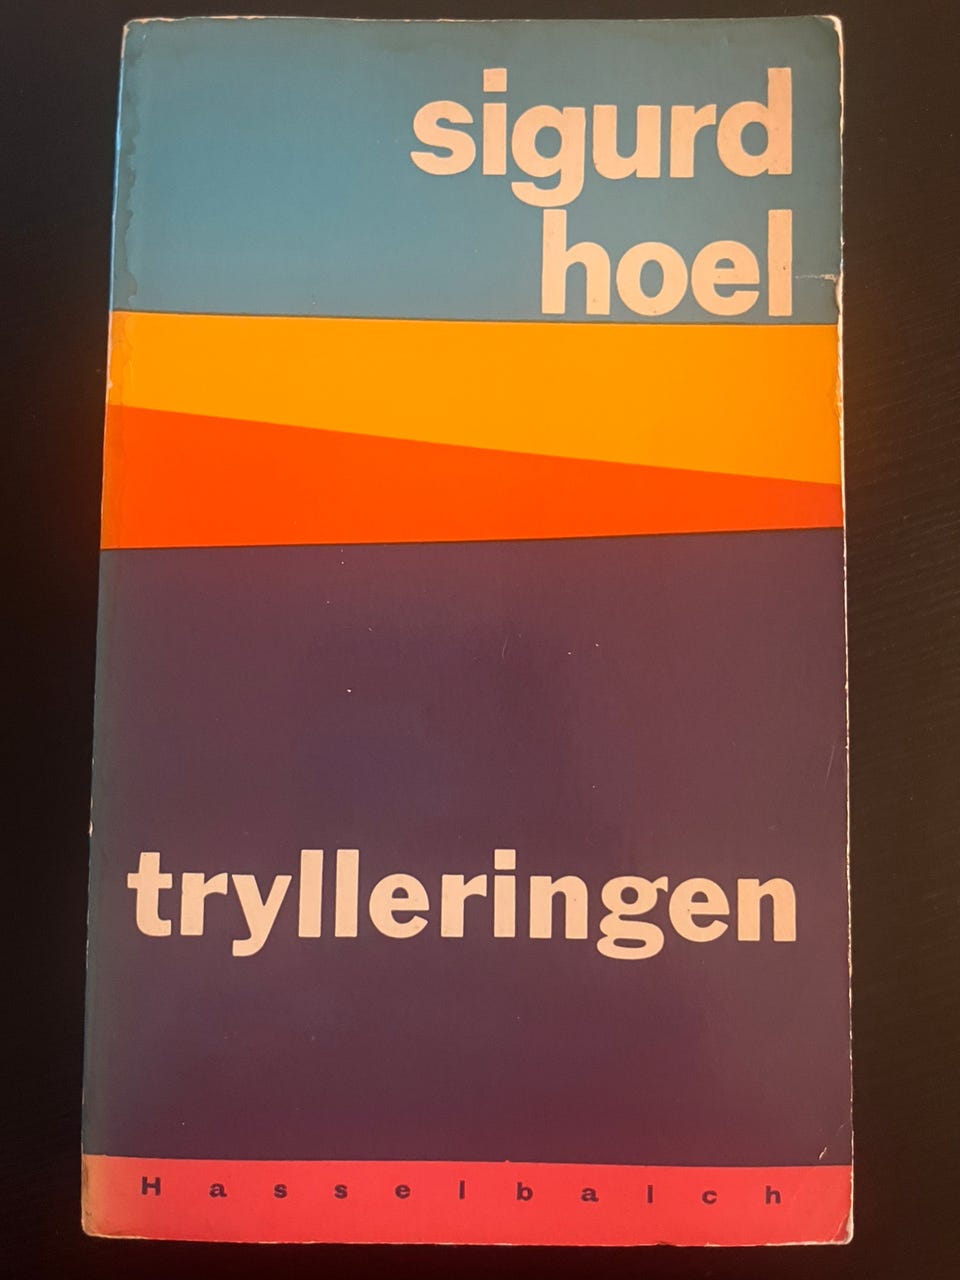 sigurd
hoel
trylleringen
Hasselbalch